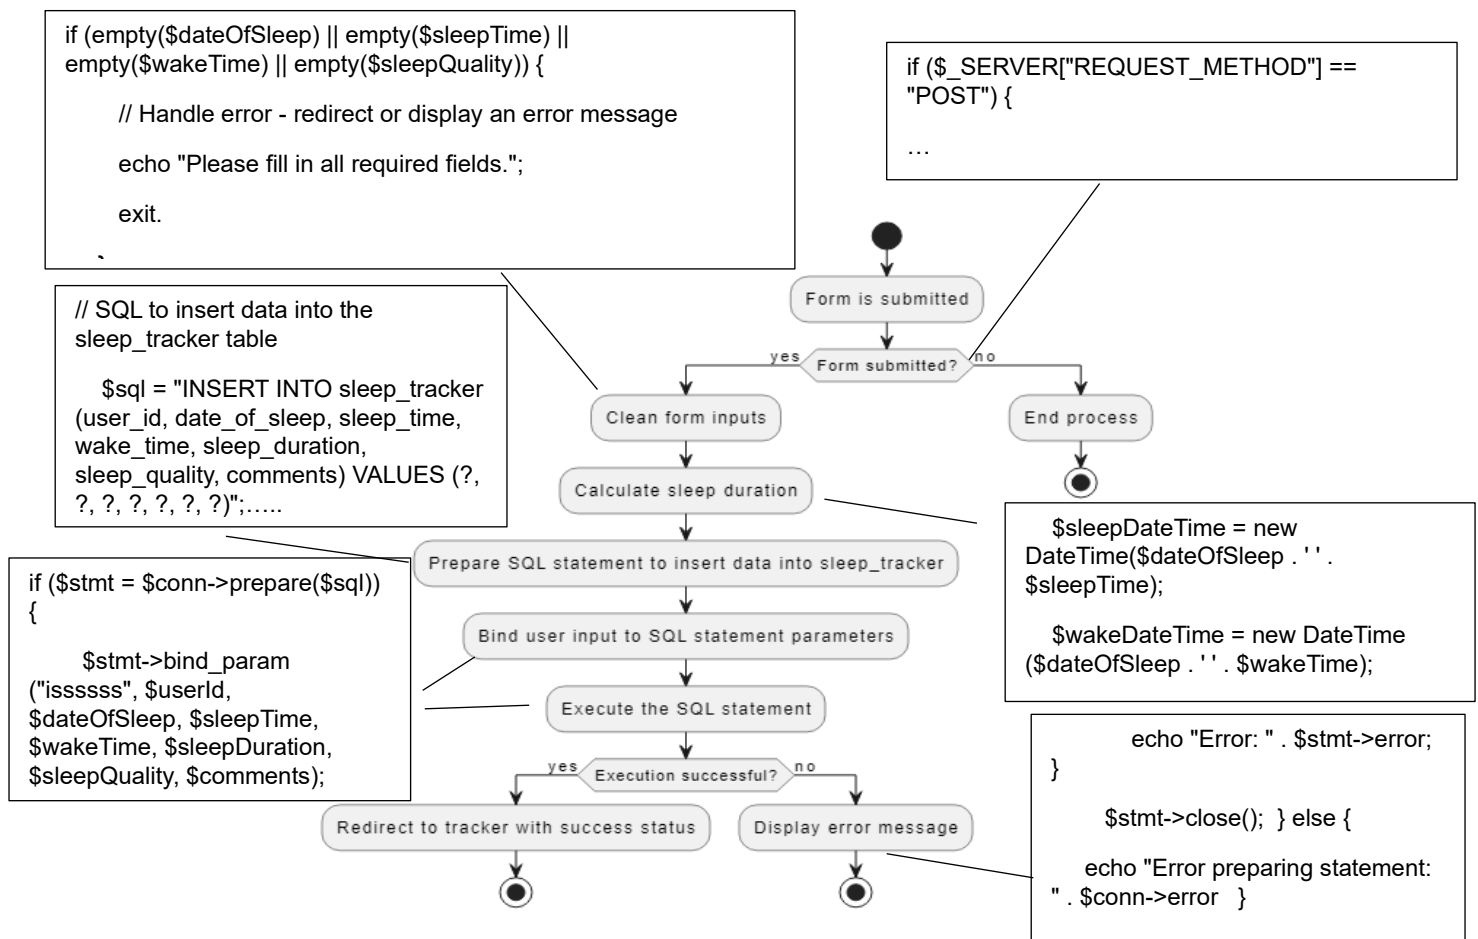 if (empty($dateOfSleep) || empty($sleepTime) ||
empty($wakeTime) || empty($sleepQuality)) {
// Handle error - redirect or display an error message
echo "Please fill in all required fields.";
exit.
if ($_SERVER["REQUEST_METHOD"] ==
"POST") {
…
// SQL to insert data into the
sleep_tracker table
$sql = "INSERT INTO sleep_tracker
(user_id, date_of_sleep, sleep_time,
wake_time, sleep_duration,
sleep_quality, comments) VALUES (?,
?, ?, ?, ?, ?, ?)";…..
if ($stmt = $conn->prepare($sql))
{
$stmt->bind_param
("issssss", $userId,
$dateOfSleep, $sleepTime,
$wakeTime, $sleepDuration,
$sleepQuality, $comments);
Form is submitted
yes
Form submitted?
no
Clean form inputs
End process
Calculate sleep duration
Prepare SQL statement to insert data into sleep_tracker
Bind user input to SQL statement parameters
Execute the SQL statement
yes
Execution successful?
no
Redirect to tracker with success status
Display error message
$sleepDateTime = new
DateTime($dateOfSleep . ' ' .
$sleepTime);
$wakeDateTime = new DateTime
($dateOfSleep . ' ' . $wakeTime);
echo "Error: " . $stmt->error;
}
$stmt->close();  } else {
echo "Error preparing statement:
" . $conn->error   }